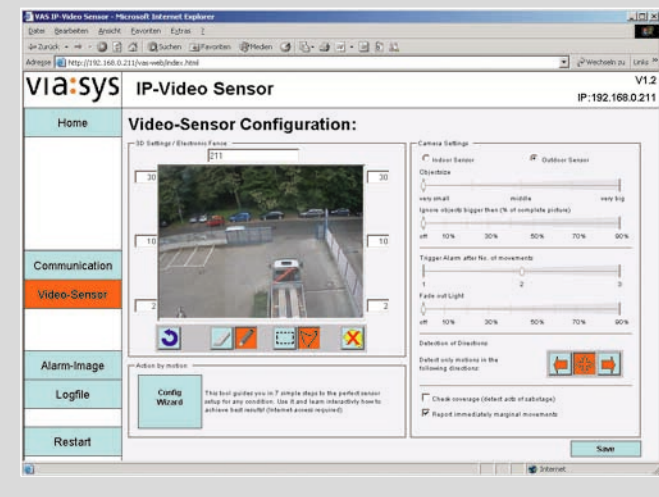 VAS IP-Video Sensor - Microsoft Internet Explorer
Datei Bearbeiten Ansicht Favoriten Extras ?
Zurück Suchen Favoriten Medien
Adresse http://192.168.0.211/vas-web/index.html Wechseln zu Links
via:sys IP-Video Sensor V1.2
IP:192.168.0.211
Home
Communication
Video-Sensor
Alarm-Image
Logfile
Restart
Video-Sensor Configuration:
3D Settings / Electronic Fence
211
30 30
10 10
2 2
Action by motion
Config Wizard
This tool guides you in 7 simple steps to the perfect sensor
setup for any condition. Use it and learn interactivly how to
achieve best results! (Internet access required)
Camera Settings
Indoor Sensor Outdoor Sensor
Objectsize
very small middle very big
Ignore objects bigger then (% of complete picture)
off 10% 30% 50% 70% 90%
Trigger Alarm after No. of movements
1 2 3
Fade out Light
off 10% 30% 50% 70% 90%
Detection of Directions
Detect only motions in the
following directions:
Check coverage (detect acts of sabotage)
Report immediately marginal movements
Save
Internet